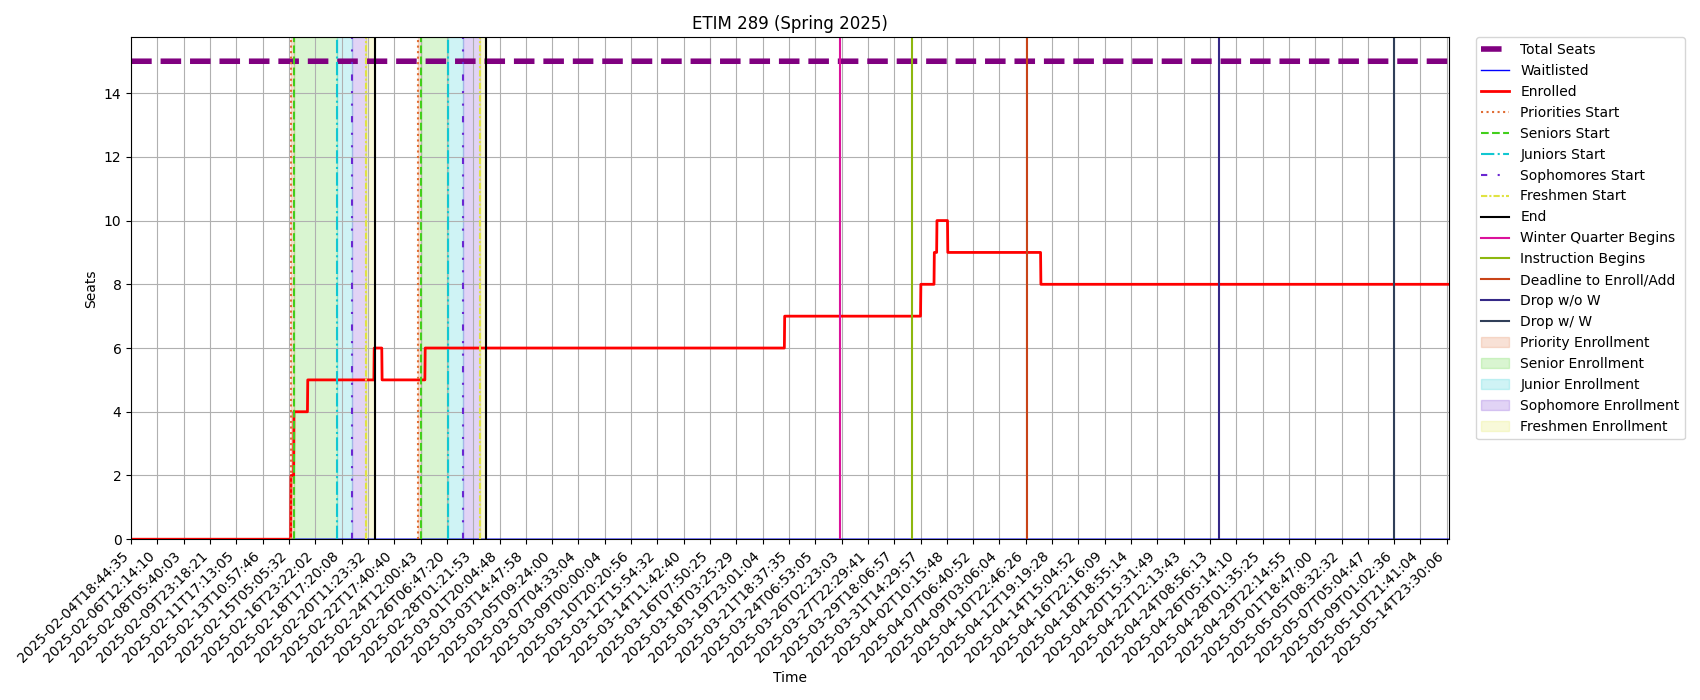 ETIM 289 (Spring 2025)
Seats
14
12
10
8
6
4
2
0
2025-02-04T18:44:35
2025-02-06T12:14:10
2025-02-08T05:40:03
2025-02-09T23:18:21
2025-02-11T17:13:05
2025-02-13T10:57:46
2025-02-15T05:05:32
2025-02-16T23:22:02
2025-02-18T17:20:08
2025-02-20T11:23:32
2025-02-22T17:40:40
2025-02-24T12:00:43
2025-02-26T06:47:20
2025-02-28T01:21:53
2025-03-01T20:04:48
2025-03-03T14:47:58
2025-03-05T09:24:00
2025-03-07T04:33:04
2025-03-09T00:00:04
2025-03-10T20:20:56
2025-03-12T15:54:32
2025-03-14T11:42:40
2025-03-16T07:50:25
2025-03-18T03:25:29
2025-03-19T23:01:04
2025-03-21T18:37:35
2025-03-24T06:53:05
2025-03-26T02:23:03
2025-03-27T22:29:41
2025-03-29T18:06:57
2025-03-31T14:29:57
2025-04-02T10:15:48
2025-04-07T06:40:52
2025-04-09T03:06:04
2025-04-10T22:46:26
2025-04-12T19:19:28
2025-04-14T15:04:52
2025-04-16T22:16:09
2025-04-18T18:55:14
2025-04-20T15:31:49
2025-04-22T12:13:43
2025-04-24T08:56:13
2025-04-26T05:14:10
2025-04-28T01:35:25
2025-04-29T22:14:55
2025-05-01T18:47:00
2025-05-05T08:32:32
2025-05-07T05:04:47
2025-05-09T01:02:36
2025-05-10T21:41:04
2025-05-14T23:30:06
Time
Total Seats
Waitlisted
Enrolled
Priorities Start
Seniors Start
Juniors Start
Sophomores Start
Freshmen Start
End
Winter Quarter Begins
Instruction Begins
Deadline to Enroll/Add
Drop w/o W
Drop w/ W
Priority Enrollment
Senior Enrollment
Junior Enrollment
Sophomore Enrollment
Freshmen Enrollment